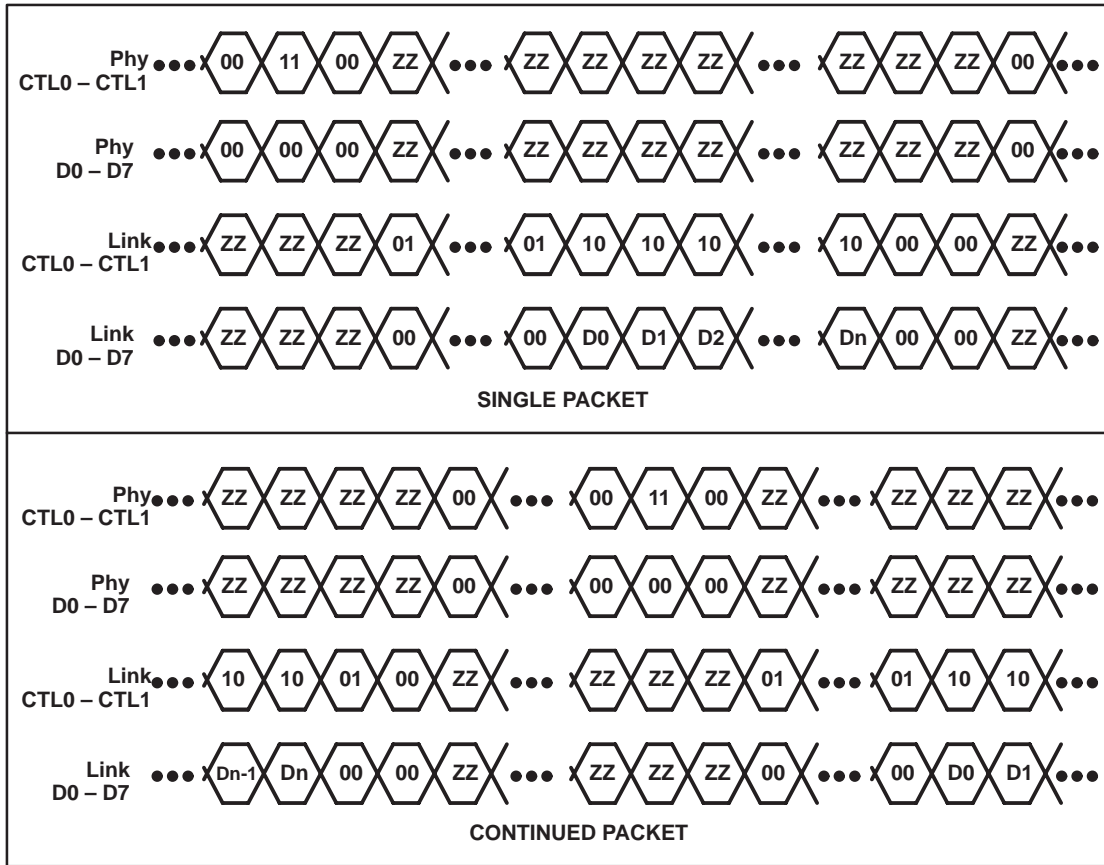 Phy
CTL0 – CTL1
00 11 00 ZZ ZZ ZZ ZZ ZZ ZZ ZZ ZZ 00
Phy
D0 – D7
00 00 00 ZZ ZZ ZZ ZZ ZZ ZZ ZZ ZZ 00
Link
CTL0 – CTL1
ZZ ZZ ZZ 01 01 10 10 10 10 00 00 ZZ
Link
D0 – D7
ZZ ZZ ZZ 00 00 D0 D1 D2 Dn 00 00 ZZ
SINGLE PACKET
Phy
CTL0 – CTL1
ZZ ZZ ZZ ZZ 00 00 11 00 ZZ ZZ ZZ ZZ
Phy
D0 – D7
ZZ ZZ ZZ ZZ 00 00 00 00 ZZ ZZ ZZ ZZ
Link
CTL0 – CTL1
10 10 01 00 ZZ ZZ ZZ ZZ 01 01 10 10
Link
D0 – D7
Dn-1 Dn 00 00 ZZ ZZ ZZ ZZ 00 00 D0 D1
CONTINUED PACKET